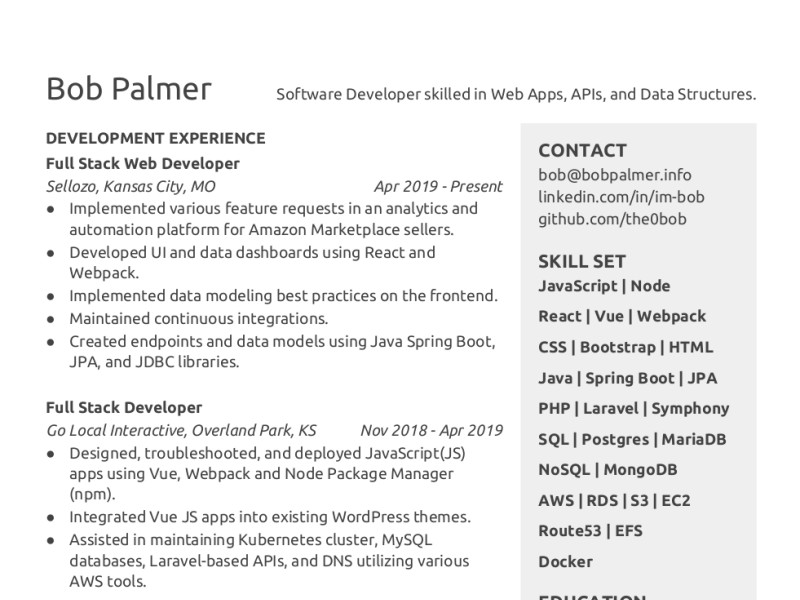 Bob Palmer
Software Developer skilled in Web Apps, APIs, and Data Structures.
DEVELOPMENT EXPERIENCE
Full Stack Web Developer
Sellozo, Kansas City, MO Apr 2019 - Present
● Implemented various feature requests in an analytics and
automation platform for Amazon Marketplace sellers.
● Developed UI and data dashboards using React and
Webpack.
● Implemented data modeling best practices on the frontend.
● Maintained continuous integrations.
● Created endpoints and data models using Java Spring Boot,
JPA, and JDBC libraries.
Full Stack Developer
Go Local Interactive, Overland Park, KS Nov 2018 - Apr 2019
● Designed, troubleshooted, and deployed JavaScript(JS)
apps using Vue, Webpack and Node Package Manager
(npm).
● Integrated Vue JS apps into existing WordPress themes.
● Assisted in maintaining Kubernetes cluster, MySQL
databases, Laravel-based APIs, and DNS utilizing various
AWS tools.
CONTACT
bob@bobpalmer.info
linkedin.com/in/im-bob
github.com/the0bob
SKILL SET
JavaScript | Node
React | Vue | Webpack
CSS | Bootstrap | HTML
Java | Spring Boot | JPA
PHP | Laravel | Symphony
SQL | Postgres | MariaDB
NoSQL | MongoDB
AWS | RDS | S3 | EC2
Route53 | EFS
Docker
EDUCATION